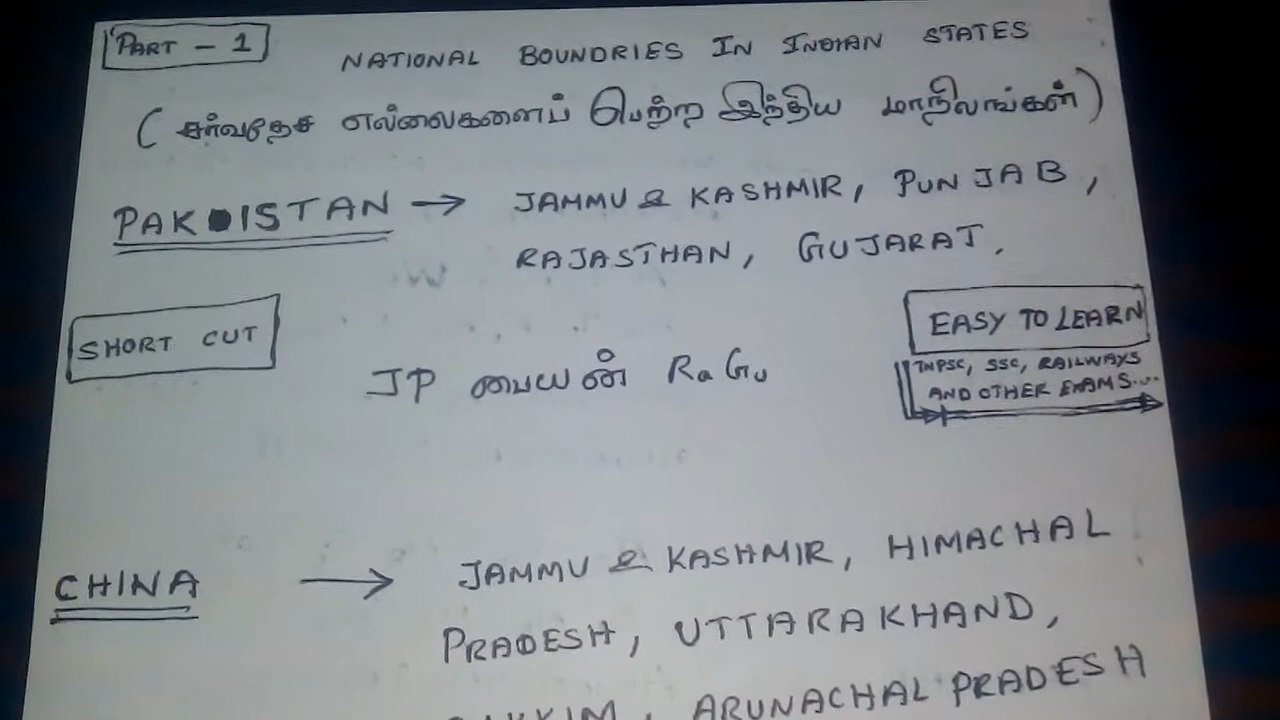 PART - 1
NATIONAL BOUNDRIES IN INDIAN STATES
( சர்வதேச எல்லைகளைப் பெற்ற இந்திய மாநிலங்கள் )
PAKISTAN → JAMMU & KASHMIR, PUNJAB,
RAJASTHAN, GUJARAT.
SHORT CUT
JP பையன் RaGu
EASY TO LEARN
TNPSC, SSC, RAILWAYS
AND OTHER EXAMS...
CHINA → JAMMU & KASHMIR, HIMACHAL
PRADESH, UTTARAKHAND,
SIKKIM, ARUNACHAL PRADESH